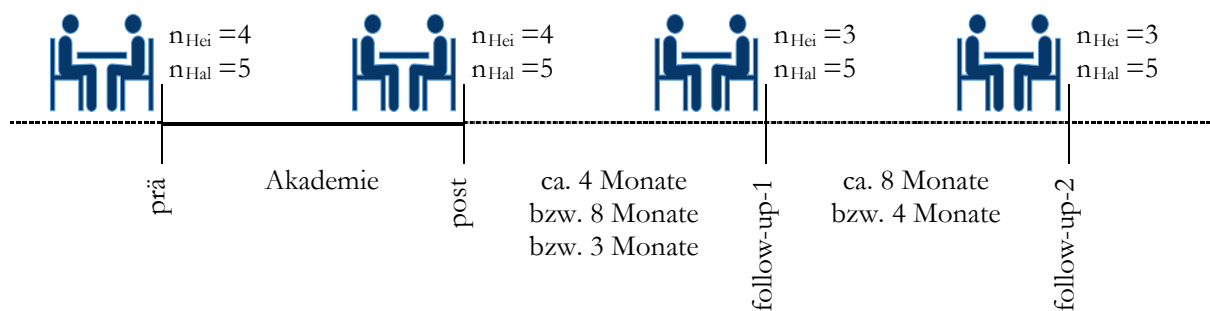 nHei =4
nHal =5
nHei =4
nHal =5
nHei =3
nHal =5
nHei =3
nHal =5
prä
Akademie
post
ca. 4 Monate
bzw. 8 Monate
bzw. 3 Monate
follow-up-1
ca. 8 Monate
bzw. 4 Monate
follow-up-2